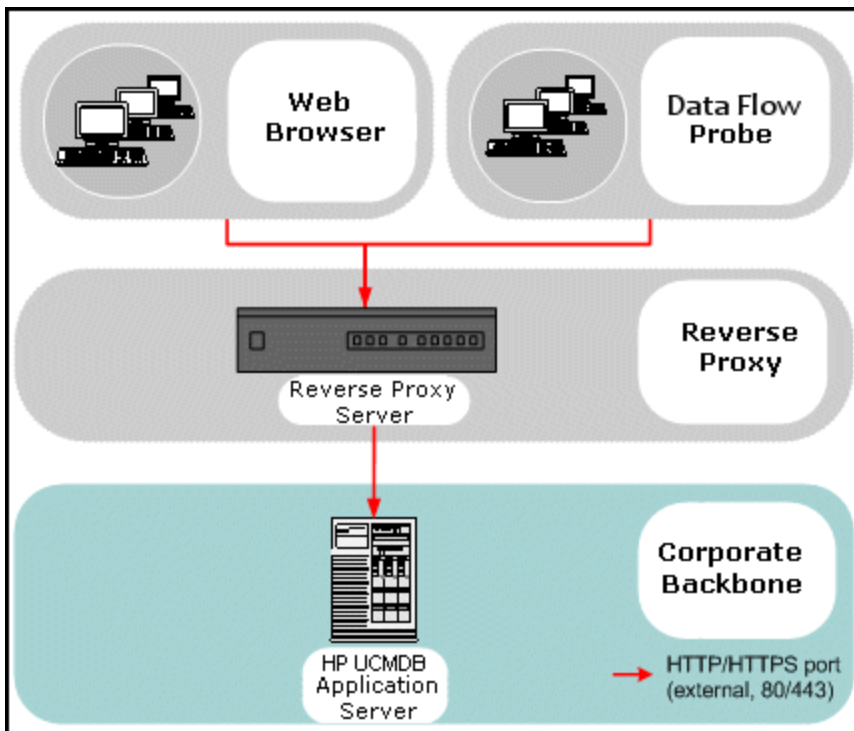 Web
Browser
Data Flow
Probe
Reverse
Proxy
Reverse Proxy
Server
Corporate
Backbone
HP UCMDB
Application
Server
HTTP/HTTPS port
(external, 80/443)